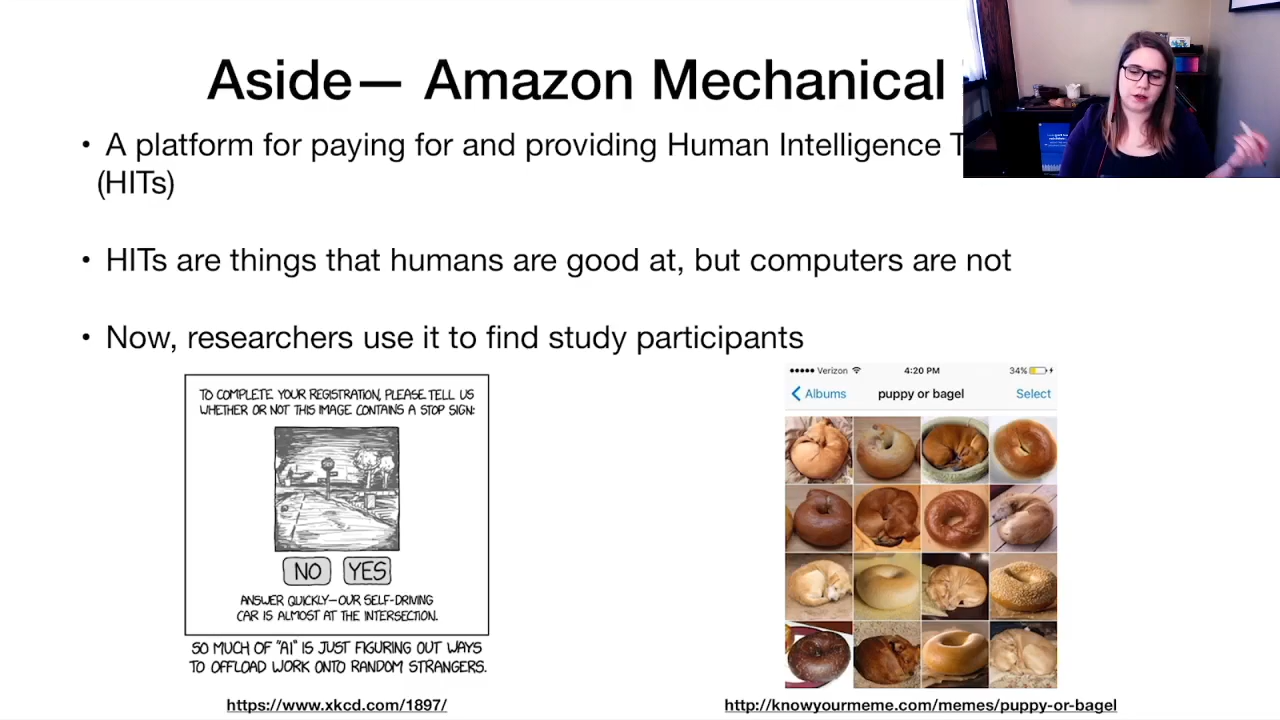 Aside— Amazon Mechanical
• A platform for paying for and providing Human Intelligence
(HITs)
• HITs are things that humans are good at, but computers are not
• Now, researchers use it to find study participants
TO COMPLETE YOUR REGISTRATION, PLEASE TELL US
WHETHER OR NOT THIS IMAGE CONTAINS A STOP SIGN:
NO YES
ANSWER QUICKLY—OUR SELF-DRIVING
CAR IS ALMOST AT THE INTERSECTION.
SO MUCH OF "AI" IS JUST FIGURING OUT WAYS
TO OFFLOAD WORK ONTO RANDOM STRANGERS.
https://www.xkcd.com/1897/
Verizon 4:20 PM 34%
Albums puppy or bagel Select
http://knowyourmeme.com/memes/puppy-or-bagel